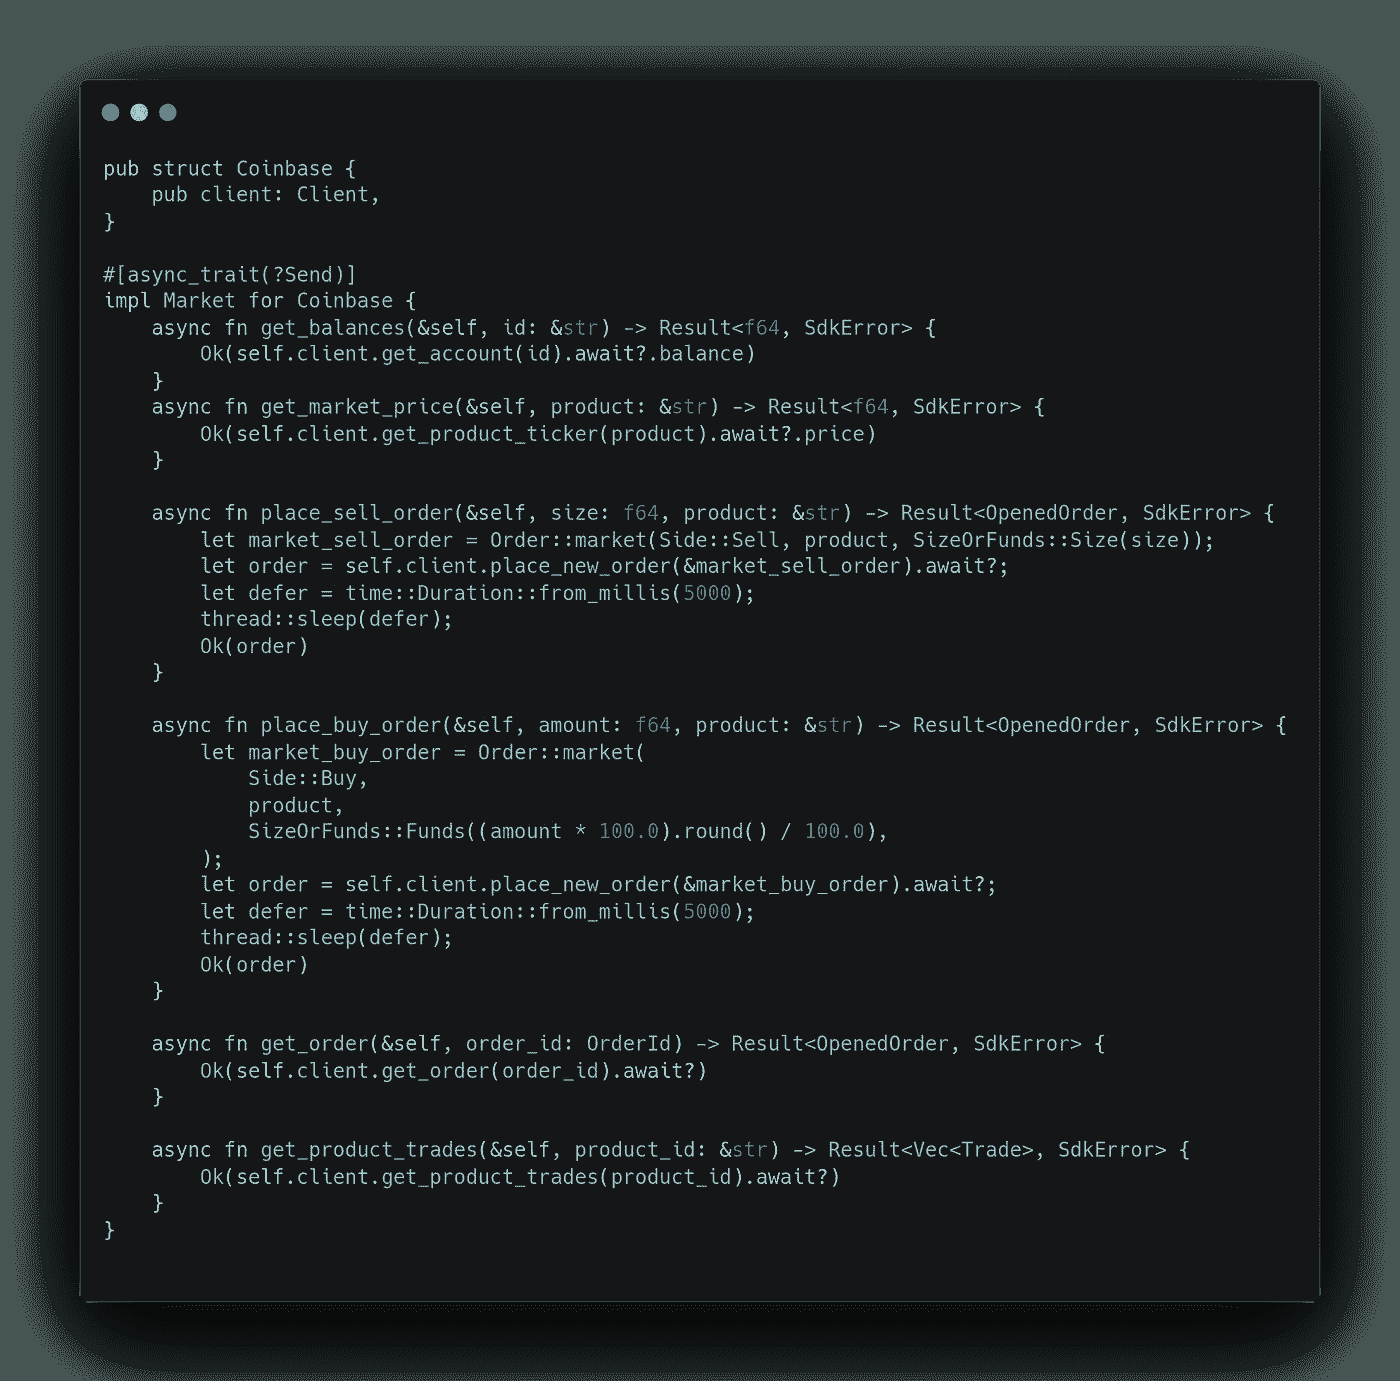 pub struct Coinbase {
    pub client: Client,
}

#[async_trait(?Send)]
impl Market for Coinbase {
    async fn get_balances(&self, id: &str) -> Result<f64, SdkError> {
        Ok(self.client.get_account(id).await?.balance)
    }
    async fn get_market_price(&self, product: &str) -> Result<f64, SdkError> {
        Ok(self.client.get_product_ticker(product).await?.price)
    }

    async fn place_sell_order(&self, size: f64, product: &str) -> Result<OpenedOrder, SdkError> {
        let market_sell_order = Order::market(Side::Sell, product, SizeOrFunds::Size(size));
        let order = self.client.place_new_order(&market_sell_order).await?;
        let defer = time::Duration::from_millis(5000);
        thread::sleep(defer);
        Ok(order)
    }

    async fn place_buy_order(&self, amount: f64, product: &str) -> Result<OpenedOrder, SdkError> {
        let market_buy_order = Order::market(
            Side::Buy,
            product,
            SizeOrFunds::Funds((amount * 100.0).round() / 100.0),
        );
        let order = self.client.place_new_order(&market_buy_order).await?;
        let defer = time::Duration::from_millis(5000);
        thread::sleep(defer);
        Ok(order)
    }

    async fn get_order(&self, order_id: OrderId) -> Result<OpenedOrder, SdkError> {
        Ok(self.client.get_order(order_id).await?)
    }

    async fn get_product_trades(&self, product_id: &str) -> Result<Vec<Trade>, SdkError> {
        Ok(self.client.get_product_trades(product_id).await?)
    }
}